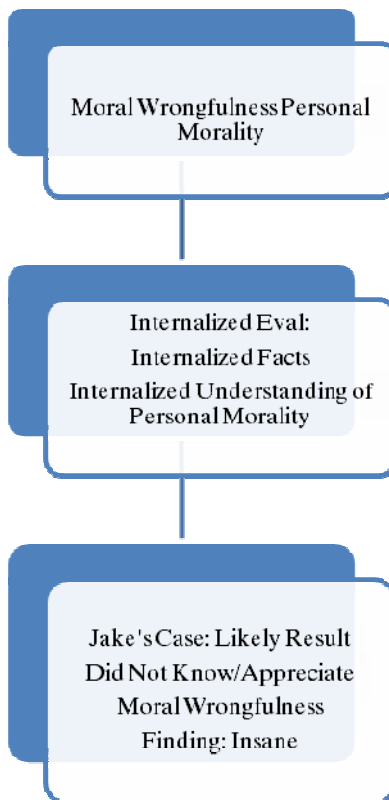 Moral Wrongfulness Personal
Morality
Internalized Eval:
Internalized Facts
Internalized Understanding of
Personal Morality
Jake's Case: Likely Result
Did Not Know/Appreciate
Moral Wrongfulness
Finding: Insane